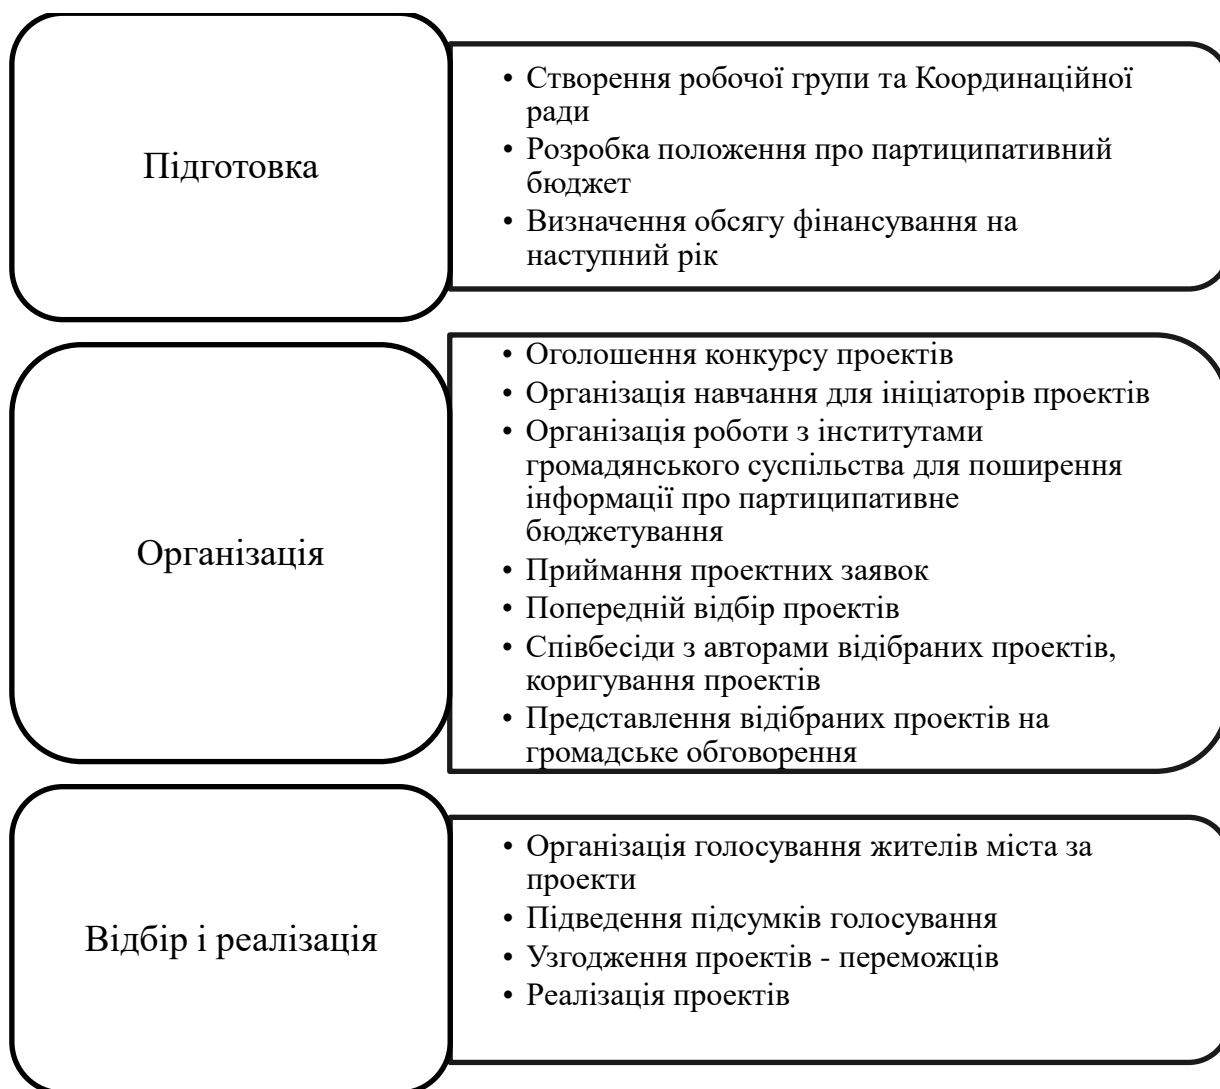 Підготовка
• Створення робочої групи та Координаційної
ради
• Розробка положення про партиципативний
бюджет
• Визначення обсягу фінансування на
наступний рік
Організація
• Оголошення конкурсу проектів
• Організація навчання для ініціаторів проектів
• Організація роботи з інститутами
громадянського суспільства для поширення
інформації про партиципативне
бюджетування
• Приймання проектних заявок
• Попередній відбір проектів
• Співбесіди з авторами відібраних проектів,
коригування проектів
• Представлення відібраних проектів на
громадське обговорення
Відбір і реалізація
• Організація голосування жителів міста за
проекти
• Підведення підсумків голосування
• Узгодження проектів - переможців
• Реалізація проектів